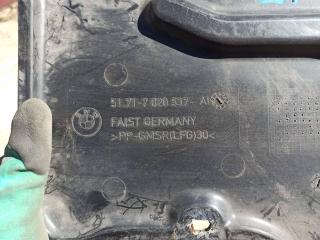 51.71-7 020 537- AI
FAIST GERMANY
>PP-GMSR(LFG)30<